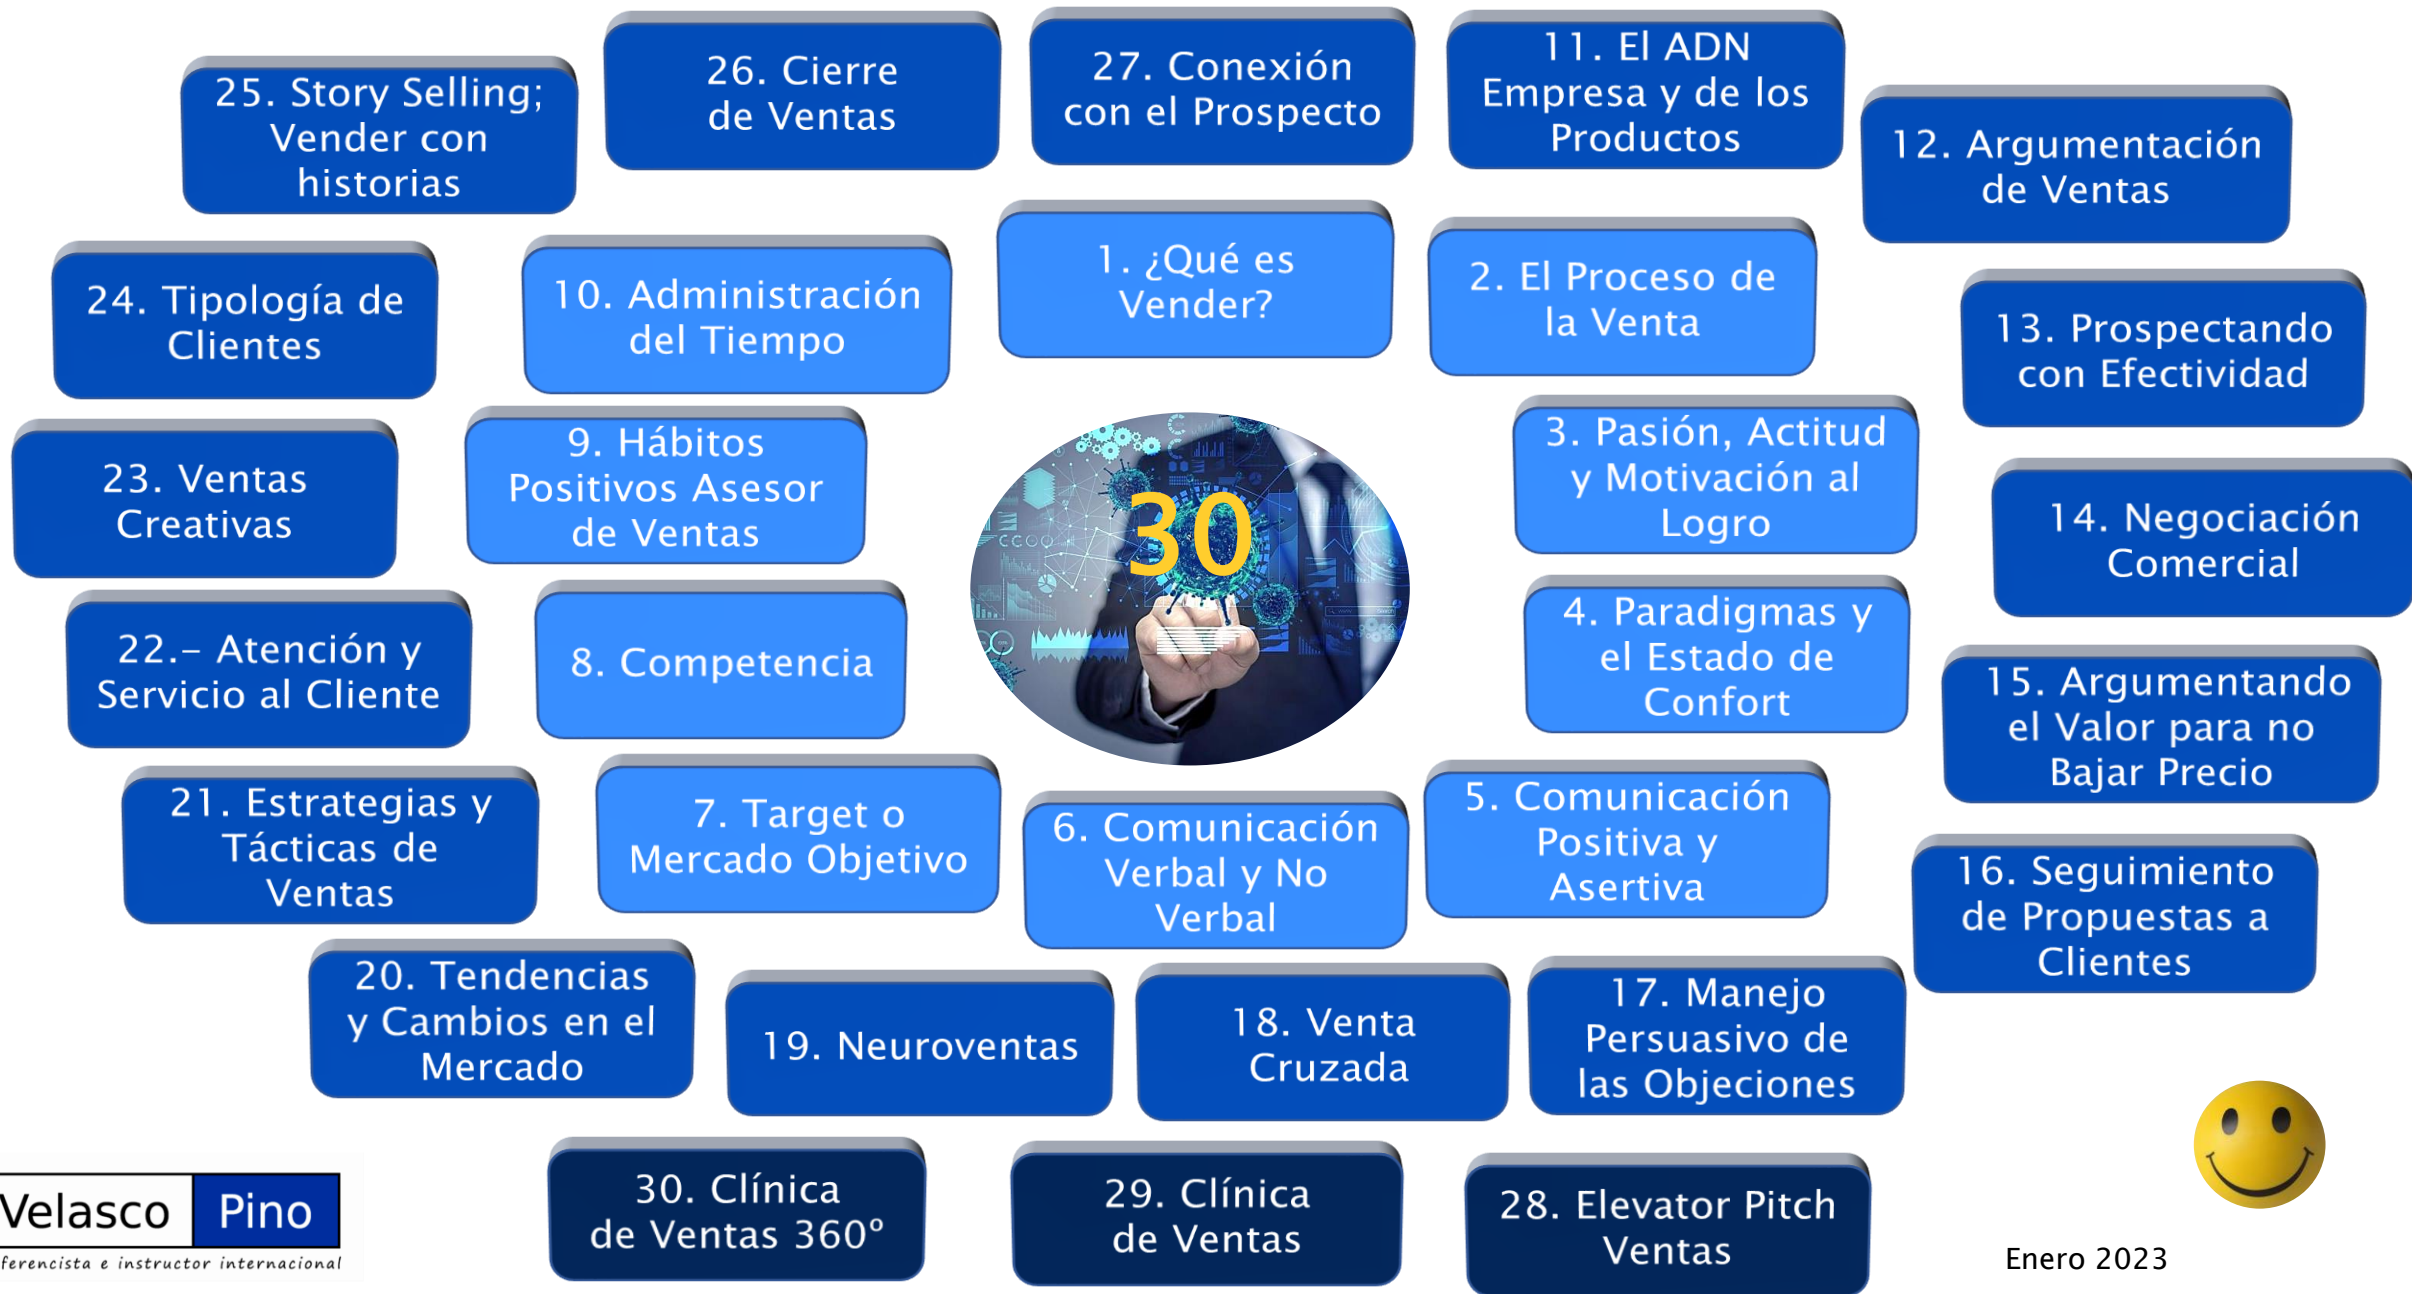 25. Story Selling;
Vender con
historias
26. Cierre
de Ventas
27. Conexión
con el Prospecto
11. El ADN
Empresa y de los
Productos
12. Argumentación
de Ventas
24. Tipología de
Clientes
10. Administración
del Tiempo
1. ¿Qué es
Vender?
2. El Proceso de
la Venta
13. Prospectando
con Efectividad
23. Ventas
Creativas
9. Hábitos
Positivos Asesor
de Ventas
30
3. Pasión, Actitud
y Motivación al
Logro
14. Negociación
Comercial
22.– Atención y
Servicio al Cliente
8. Competencia
4. Paradigmas y
el Estado de
Confort
15. Argumentando
el Valor para no
Bajar Precio
21. Estrategias y
Tácticas de
Ventas
7. Target o
Mercado Objetivo
6. Comunicación
Verbal y No
Verbal
5. Comunicación
Positiva y
Asertiva
16. Seguimiento
de Propuestas a
Clientes
20. Tendencias
y Cambios en el
Mercado
19. Neuroventas
18. Venta
Cruzada
17. Manejo
Persuasivo de
las Objeciones
30. Clínica
de Ventas 360º
29. Clínica
de Ventas
28. Elevator Pitch
Ventas
Velasco Pino
ferencista e instructor internacional
Enero 2023